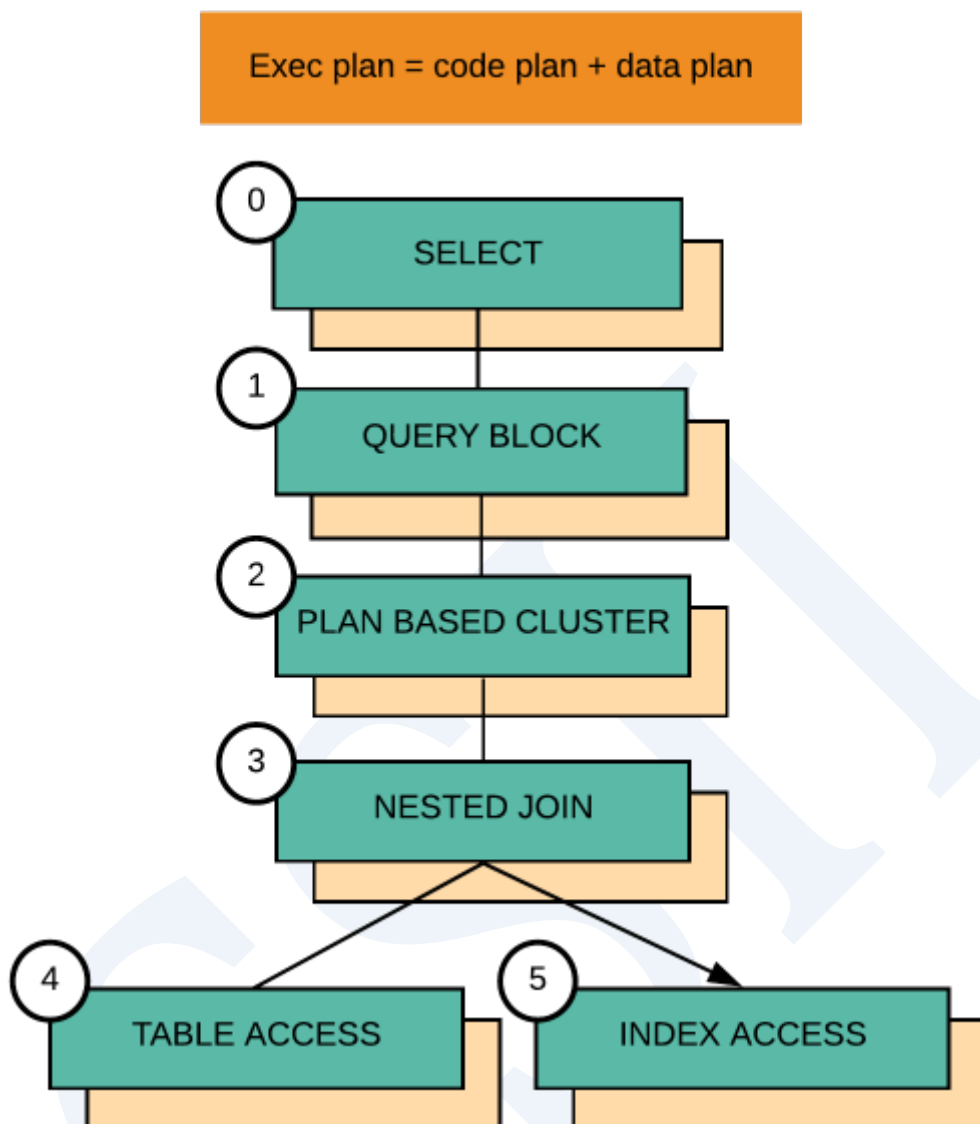 Exec plan = code plan + data plan
0
SELECT
1
QUERY BLOCK
2
PLAN BASED CLUSTER
3
NESTED JOIN
4
TABLE ACCESS
5
INDEX ACCESS